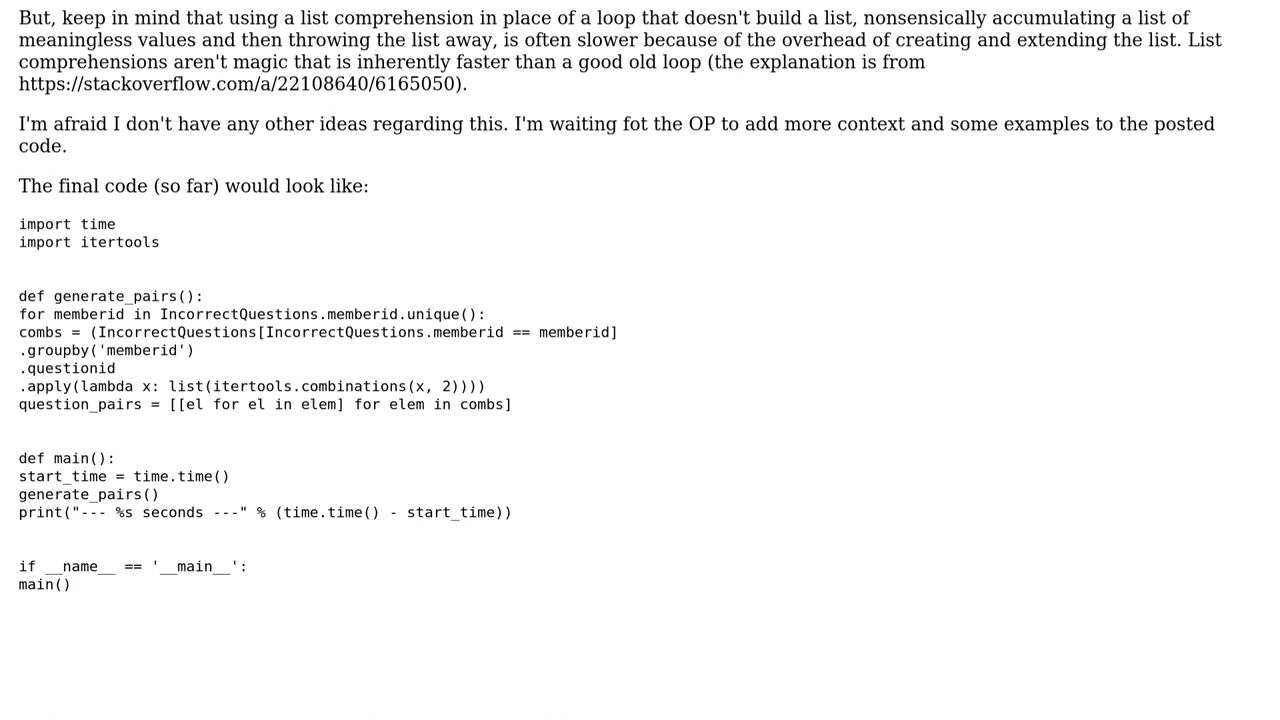 But, keep in mind that using a list comprehension in place of a loop that doesn't build a list, nonsensically accumulating a list of
meaningless values and then throwing the list away, is often slower because of the overhead of creating and extending the list. List
comprehensions aren't magic that is inherently faster than a good old loop (the explanation is from
https://stackoverflow.com/a/22108640/6165050).
I'm afraid I don't have any other ideas regarding this. I'm waiting fot the OP to add more context and some examples to the posted
code.
The final code (so far) would look like:
import time
import itertools
def generate_pairs():
for memberid in IncorrectQuestions.memberid.unique():
combs = (IncorrectQuestions[IncorrectQuestions.memberid == memberid]
.groupby('memberid')
.questionid
.apply(lambda x: list(itertools.combinations(x, 2))))
question_pairs = [[el for el in elem] for elem in combs]
def main():
start_time = time.time()
generate_pairs()
print("--- %s seconds ---" % (time.time() - start_time))
if __name__ == '__main__':
main()